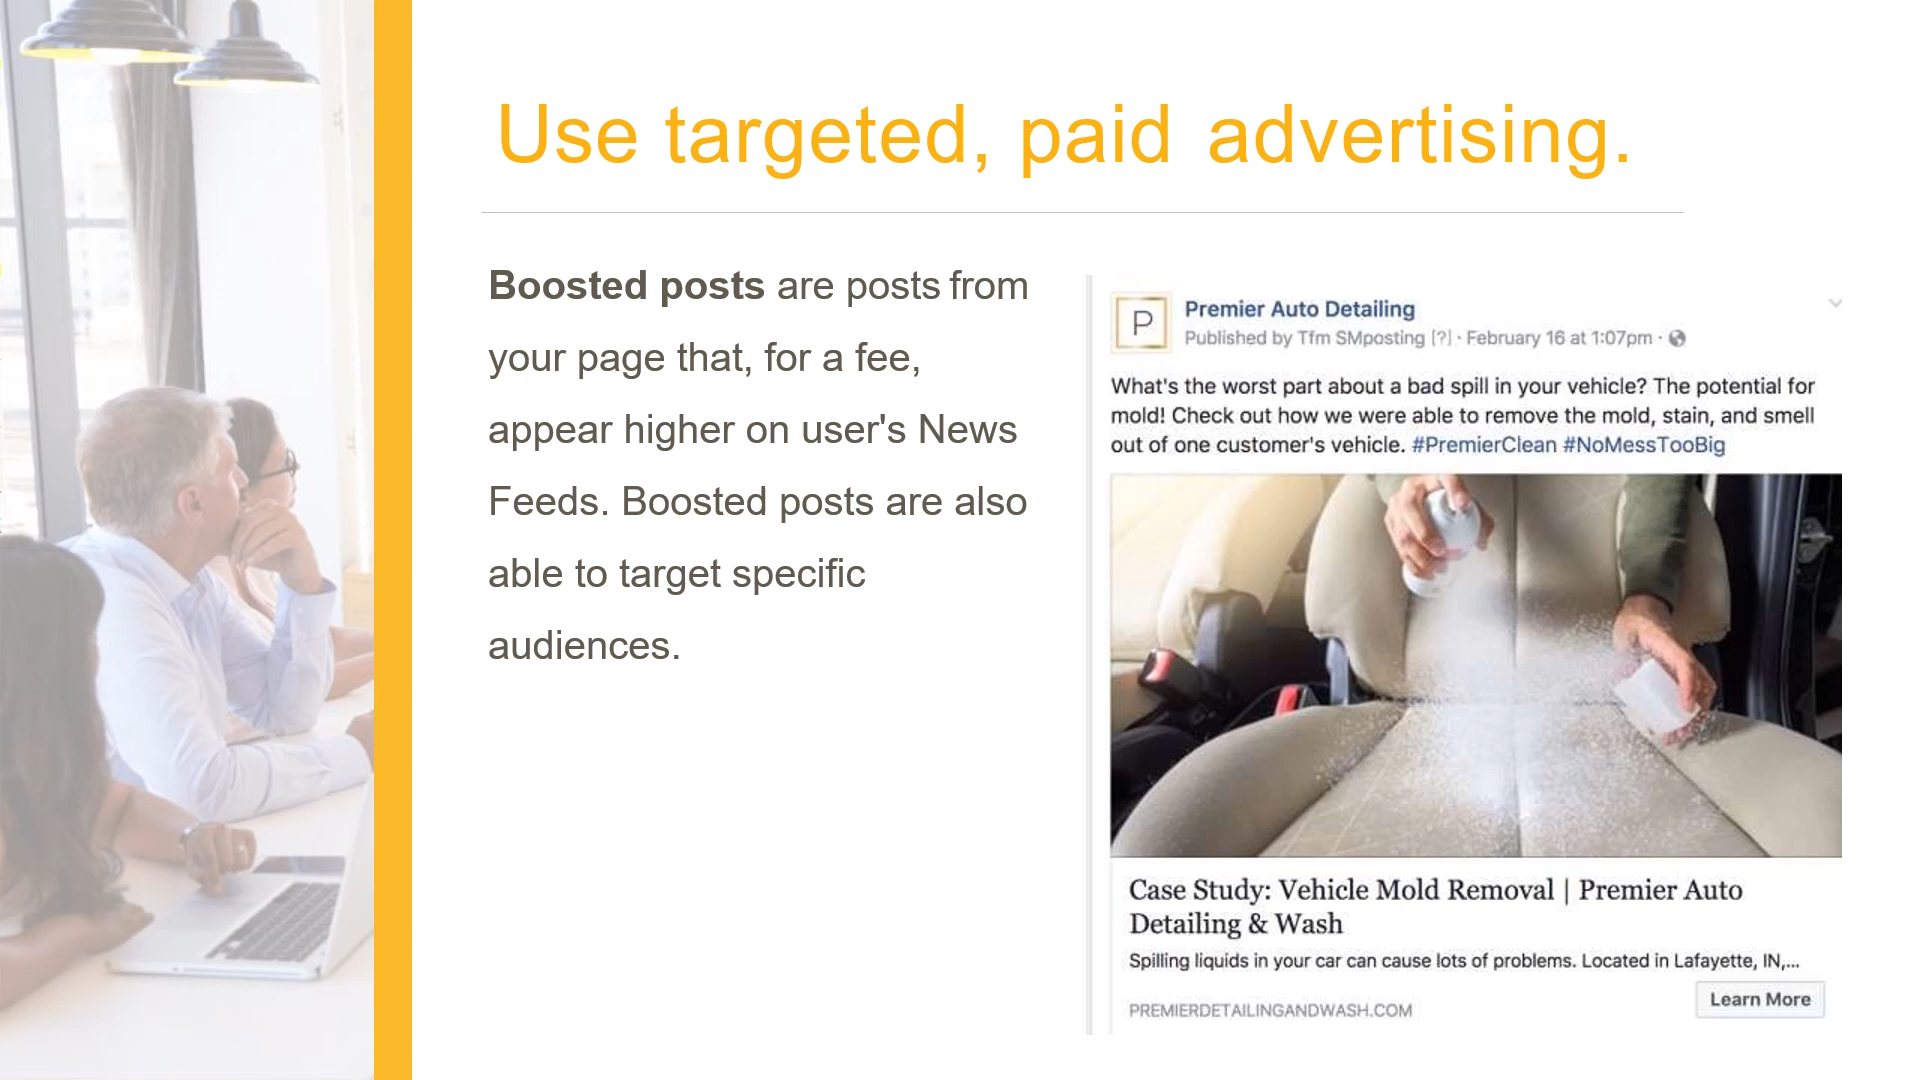 Use targeted, paid advertising.
Boosted posts are posts from
your page that, for a fee,
appear higher on user's News
Feeds. Boosted posts are also
able to target specific
audiences.
P
Premier Auto Detailing
Published by Tfm SMposting [?] · February 16 at 1:07pm ·
What's the worst part about a bad spill in your vehicle? The potential for
mold! Check out how we were able to remove the mold, stain, and smell
out of one customer's vehicle. #PremierClean #NoMessTooBig
Case Study: Vehicle Mold Removal | Premier Auto
Detailing & Wash
Spilling liquids in your car can cause lots of problems. Located in Lafayette, IN,...
PREMIERDETAILINGANDWASH.COM
Learn More